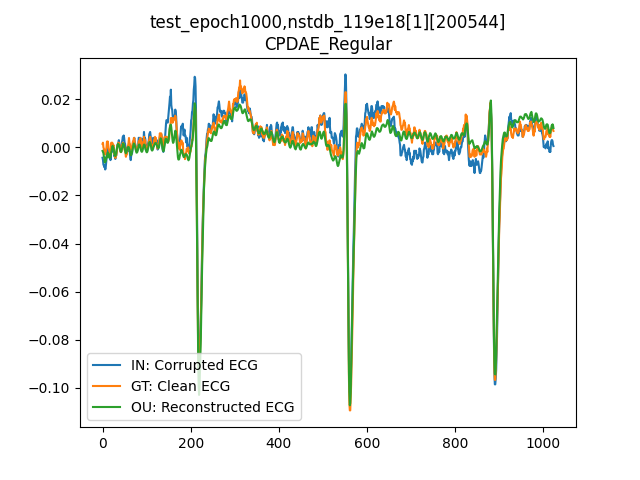 test_epoch1000,nstdb_119e18[1][200544]
CPDAE_Regular
0.02
0.00
−0.02
−0.04
−0.06
−0.08
−0.10
IN: Corrupted ECG
GT: Clean ECG
OU: Reconstructed ECG
0 200 400 600 800 1000